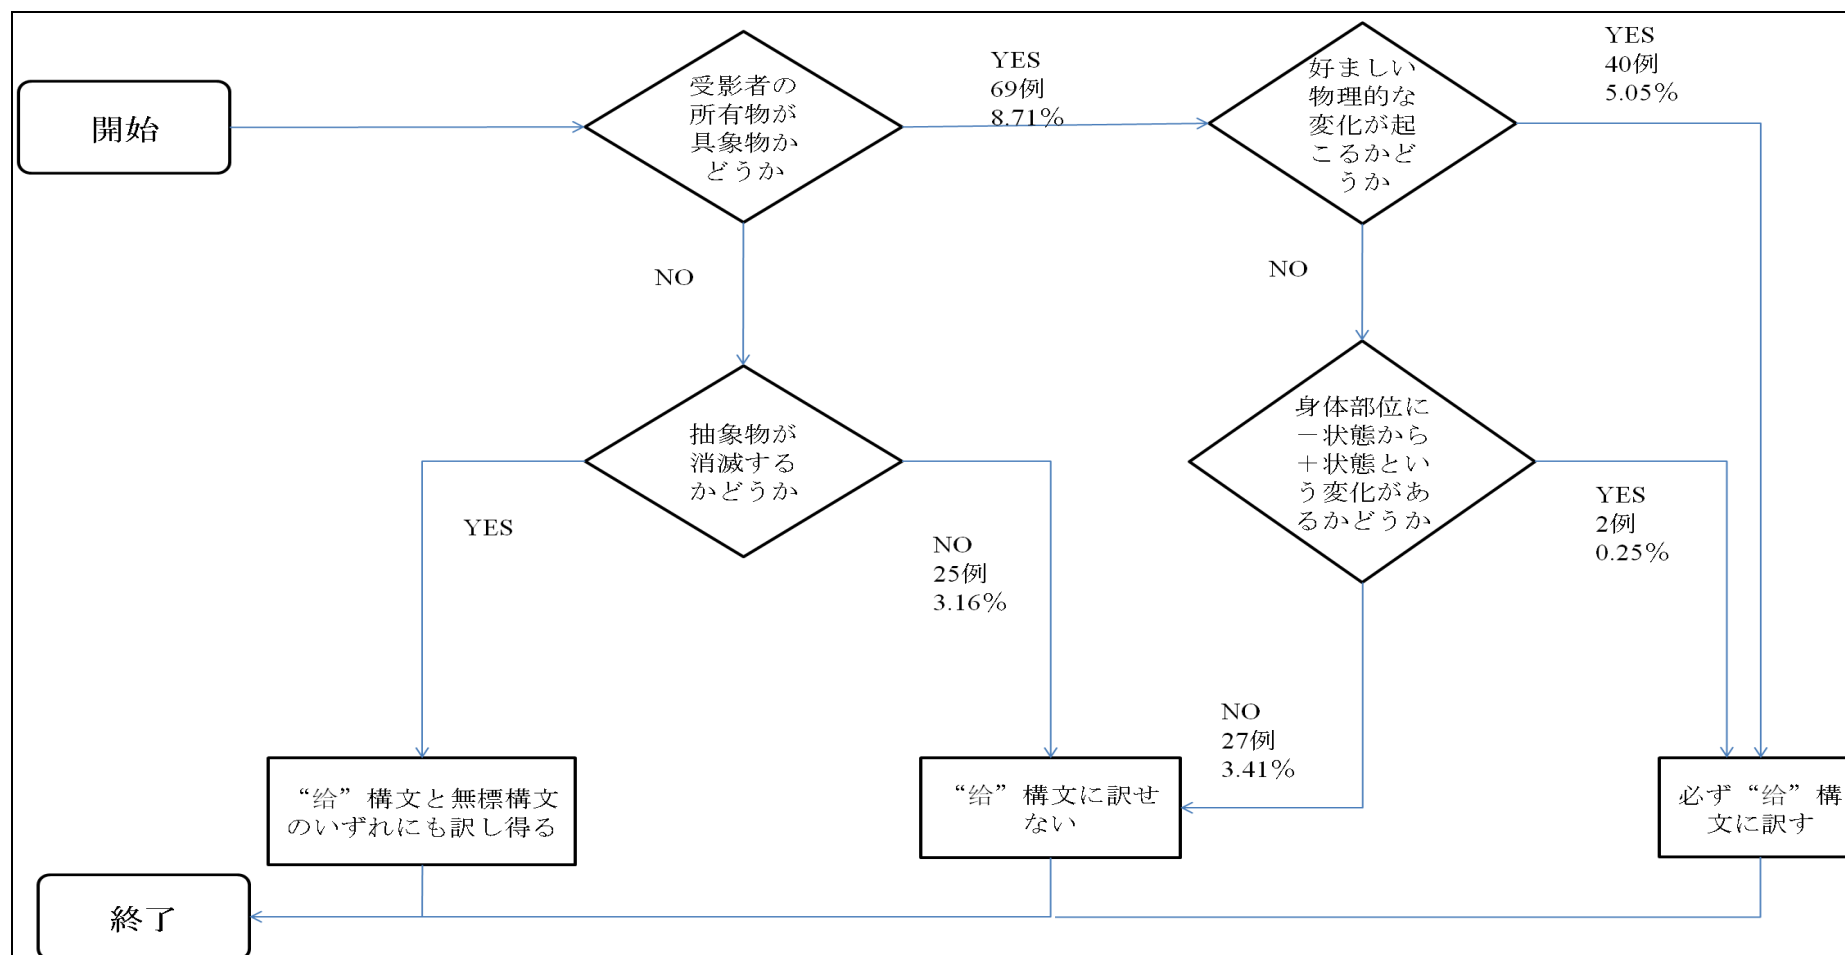 開始
受影者の
所有物が
具象物か
どうか
YES
69例
8.71%
好ましい
物理的な
変化が起
こるかど
うか
YES
40例
5.05%
NO
NO
抽象物が
消滅する
かどうか
身体部位に
－状態から
＋状態とい
う変化があ
るかどうか
YES
NO
25例
3.16%
YES
2例
0.25%
NO
27例
3.41%
“给”構文と無標構文
のいずれにも訳し得る
“给”構文に訳せ
ない
必ず“给”構
文に訳す
終了